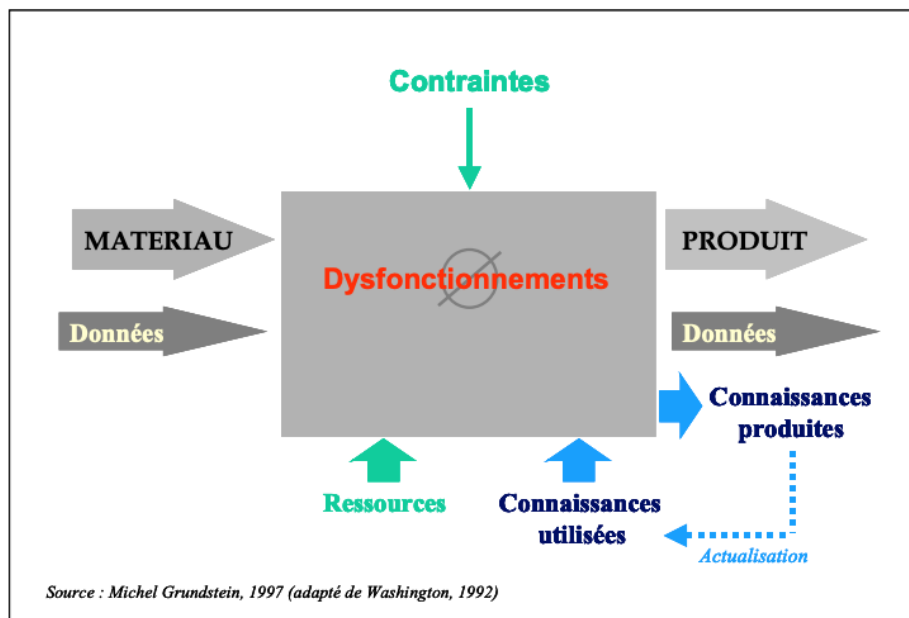 Contraintes
MATERIAU
PRODUIT
Dysfonctionnements
Données
Données
Connaissances
produites
Ressources
Connaissances
utilisées
Actualisation
Source : Michel Grundstein, 1997 (adapté de Washington, 1992)